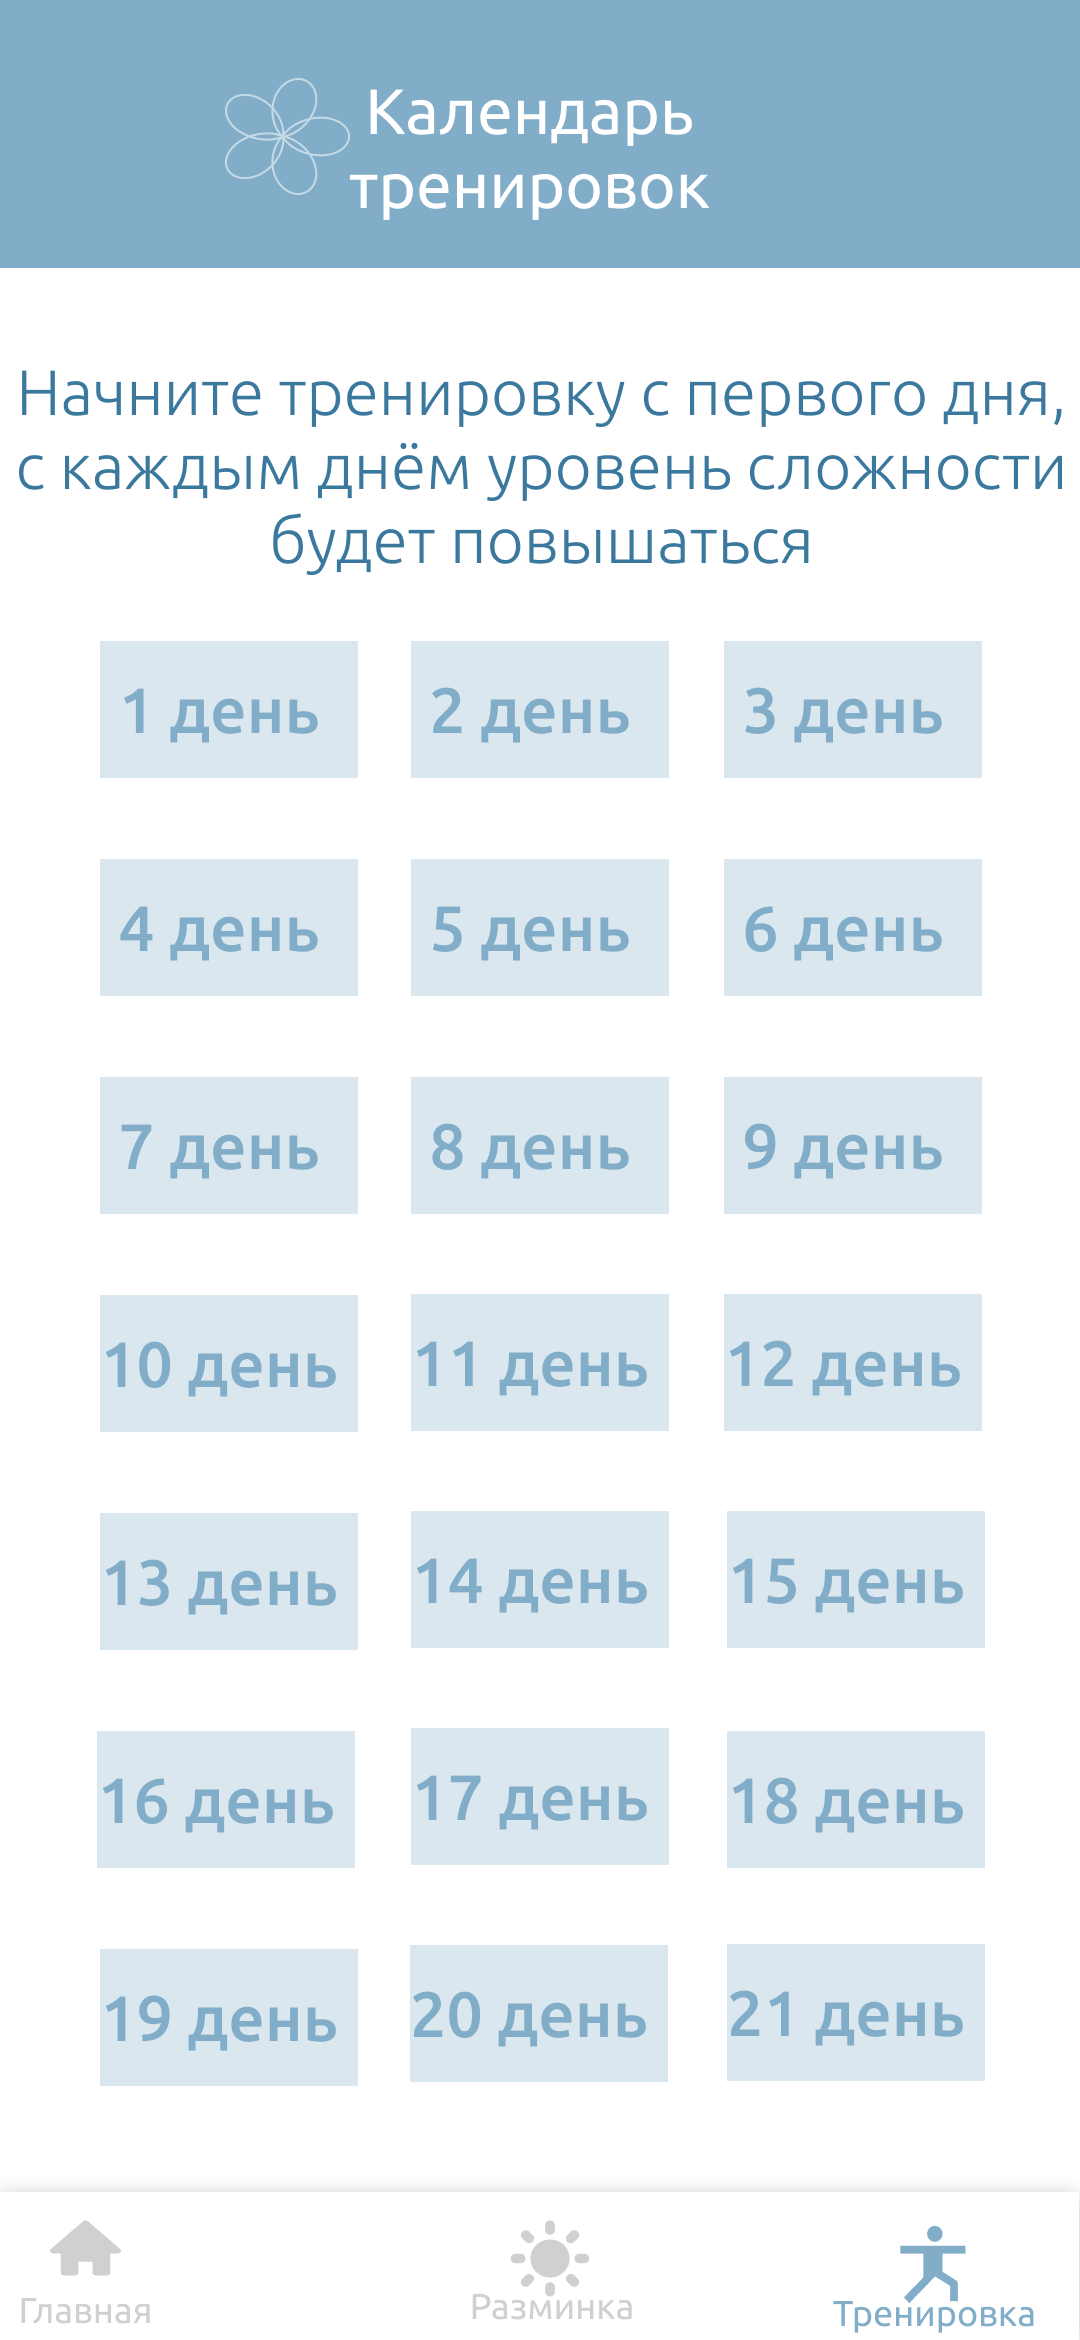 Календарь
тренировок
Начните тренировку с первого дня,
с каждым днём уровень сложности
будет повышаться
1 день 2 день 3 день
4 день 5 день 6 день
7 день 8 день 9 день
10 день 11 день 12 день
13 день 14 день 15 день
16 день 17 день 18 день
19 день 20 день 21 день
Главная Разминка Тренировка